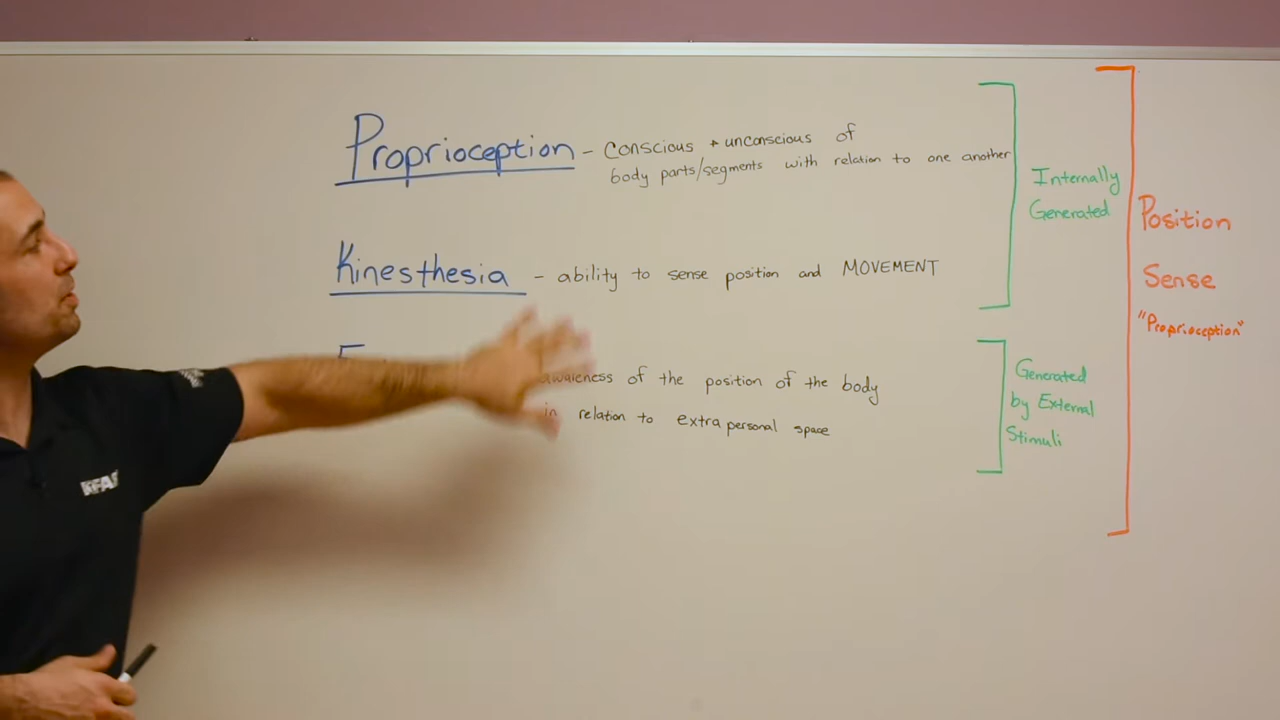 Proprioception - Conscious + unconscious of
body parts/segments with relation to one another
Kinesthesia - ability to sense position and MOVEMENT
awareness of the position of the body
in relation to extrapersonal space
Internally
Generated
Generated
by External
Stimuli
Position
Sense
"Proprioception"